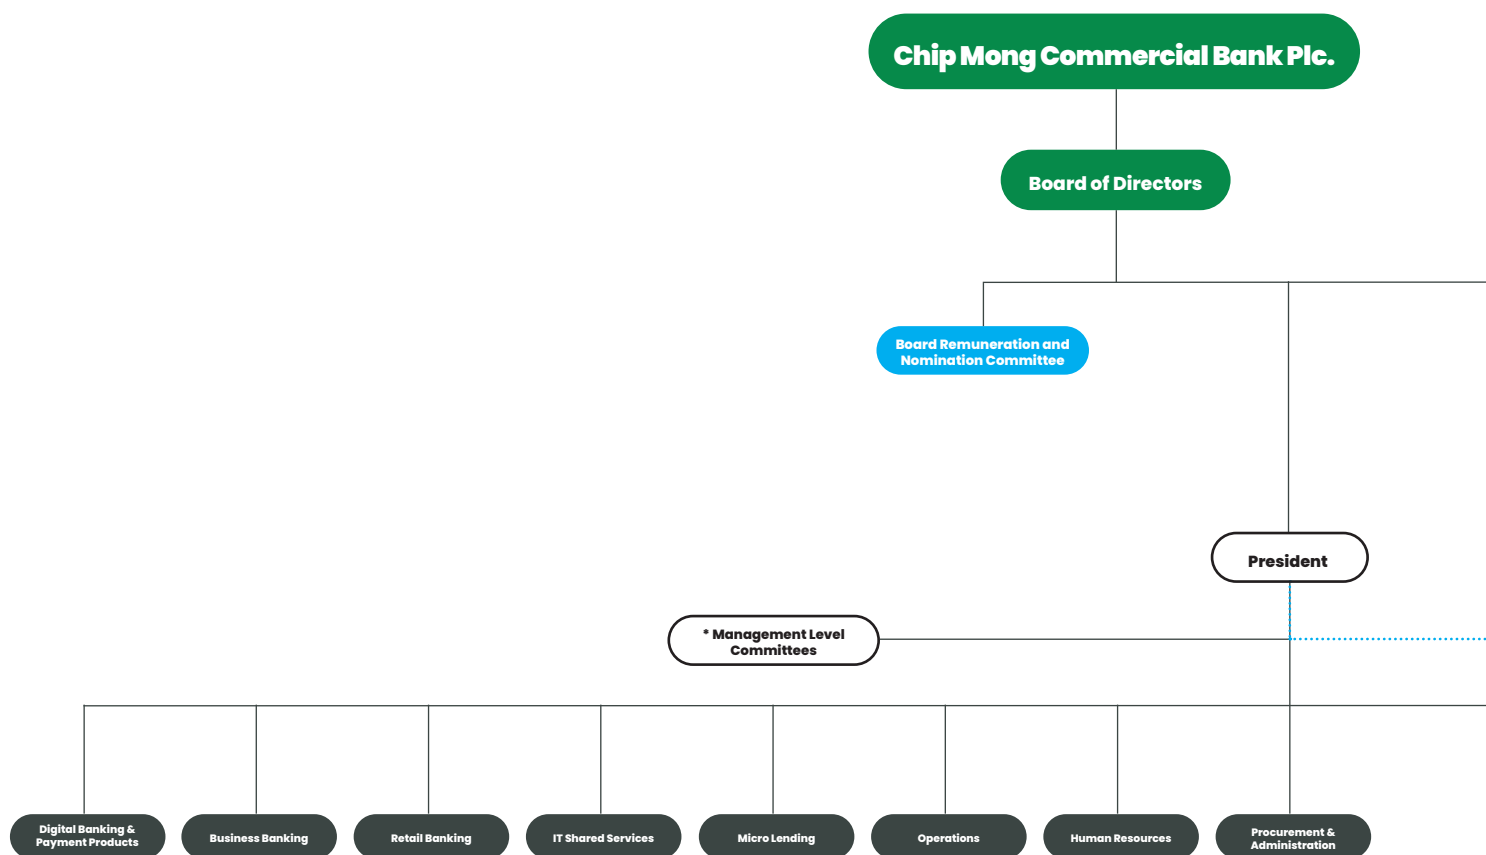 Chip Mong Commercial Bank Plc.
Board of Directors
Board Remuneration and
Nomination Committee
President
* Management Level
Committees
Digital Banking &
Payment Products
Business Banking
Retail Banking
IT Shared Services
Micro Lending
Operations
Human Resources
Procurement &
Administration